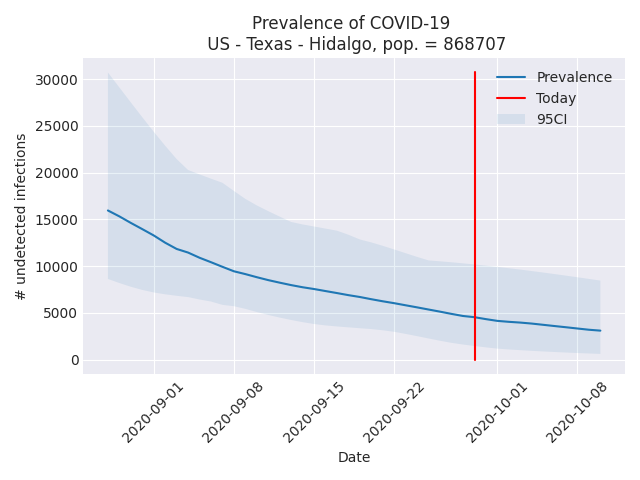 Prevalence of COVID-19
US - Texas - Hidalgo, pop. = 868707
Prevalence
Today
95CI
30000
25000
20000
15000
10000
5000
0
# undetected infections
2020-09-01
2020-09-08
2020-09-15
2020-09-22
2020-10-01
2020-10-08
Date